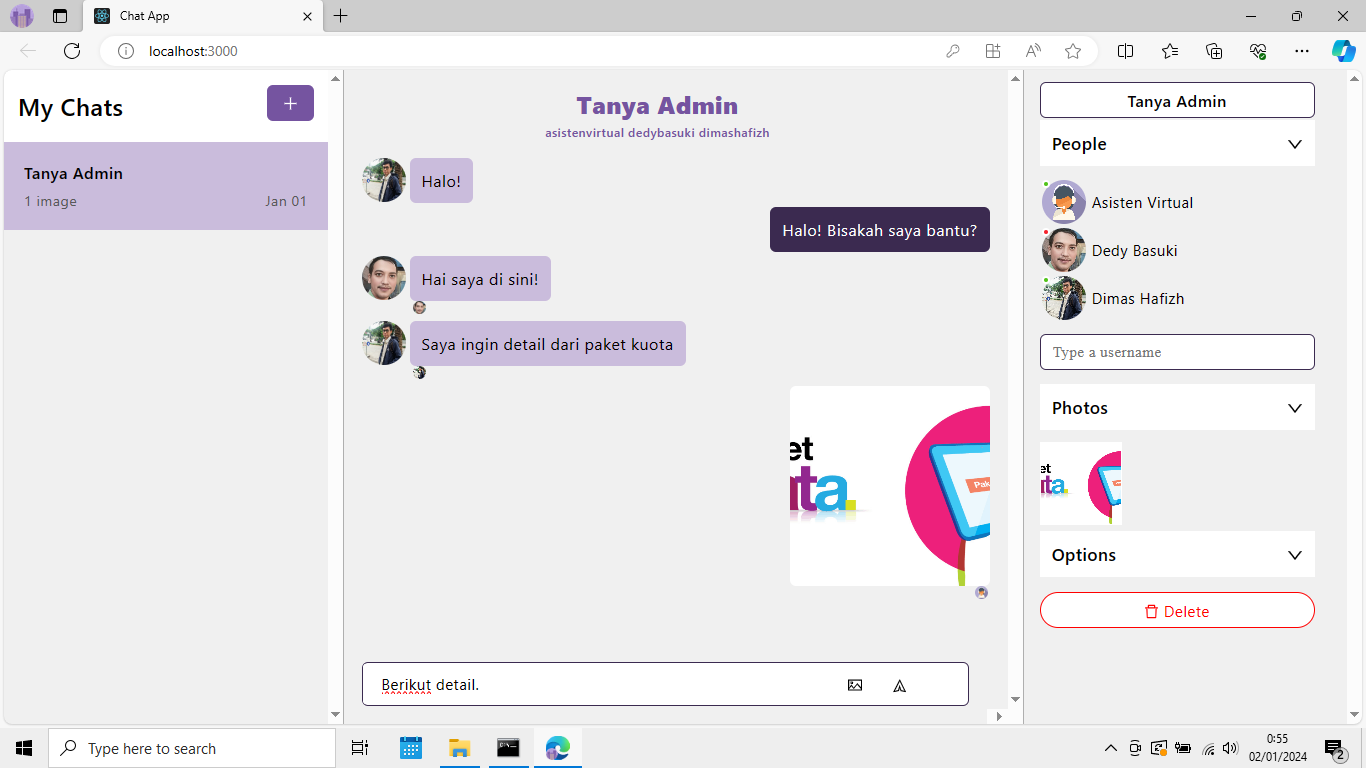 Chat App
localhost:3000
My Chats
+
Tanya Admin
1 image
Jan 01
Tanya Admin
asistenvirtual dedybasuki dimashafizh
Halo!
Halo! Bisakah saya bantu?
Hai saya di sini!
Saya ingin detail dari paket kuota
et
ta.
Pak
Berikut detail.
Tanya Admin
People
Asisten Virtual
Dedy Basuki
Dimas Hafizh
Type a username
Photos
et
ta.
Options
Delete
Type here to search
0:55
02/01/2024
2